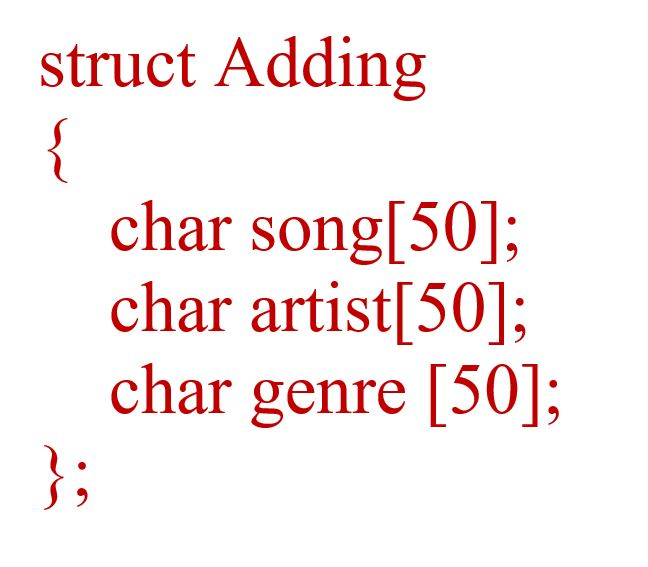 struct Adding
{
char song[50];
char artist[50];
char genre [50];
};